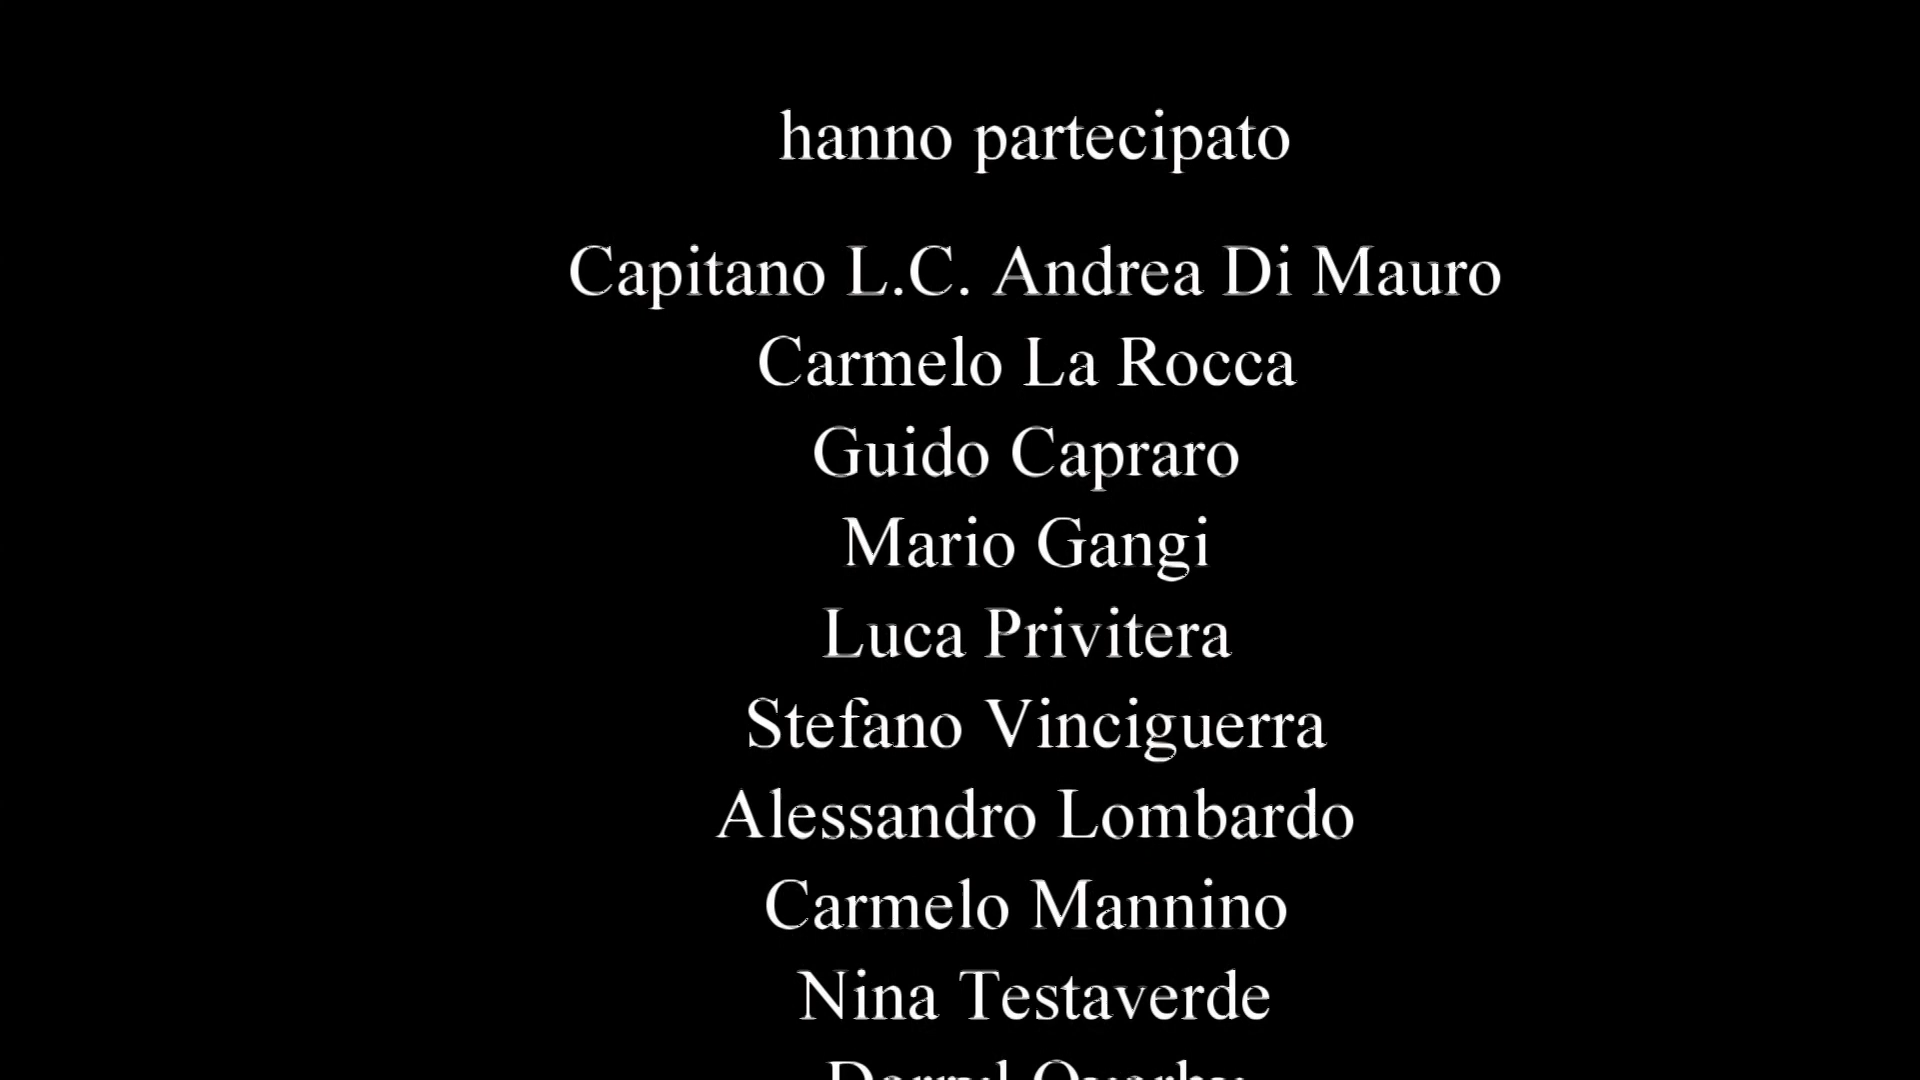 hanno partecipato
Capitano L.C. Andrea Di Mauro
Carmelo La Rocca
Guido Capraro
Mario Gangi
Luca Privitera
Stefano Vinciguerra
Alessandro Lombardo
Carmelo Mannino
Nina Testaverde